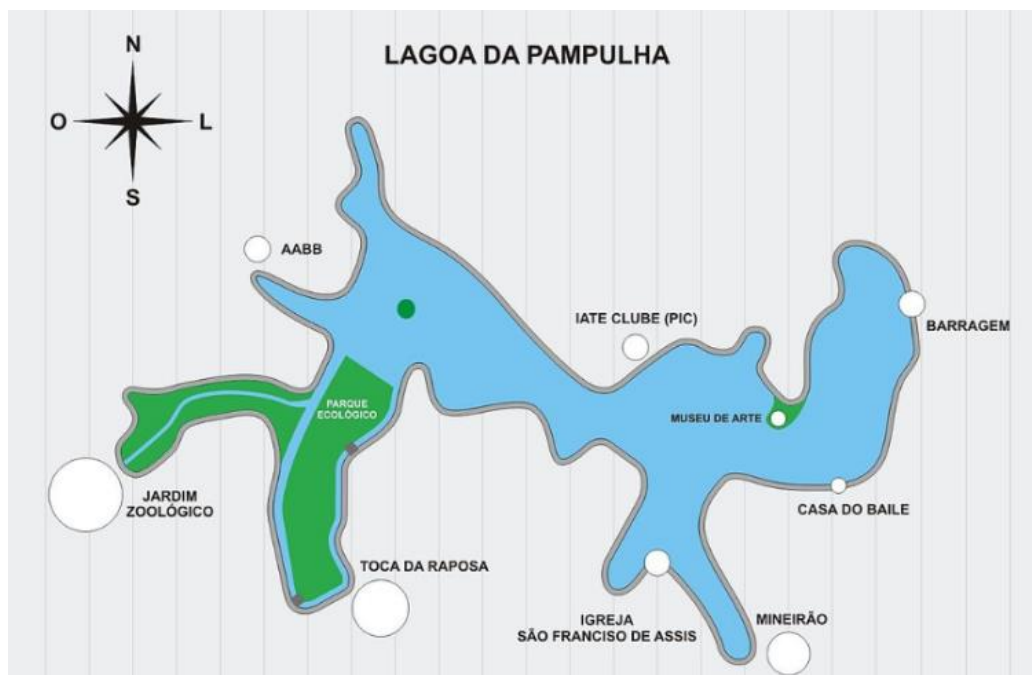 LAGOA DA PAMPULHA
N
O
L
S
AABB
IATE CLUBE (PIC)
BARRAGEM
PARQUE
ECOLÓGICO
MUSEU DE ARTE
JARDIM
ZOOLÓGICO
CASA DO BAILE
TOCA DA RAPOSA
IGREJA
SÃO FRANCISO DE ASSIS
MINEIRÃO